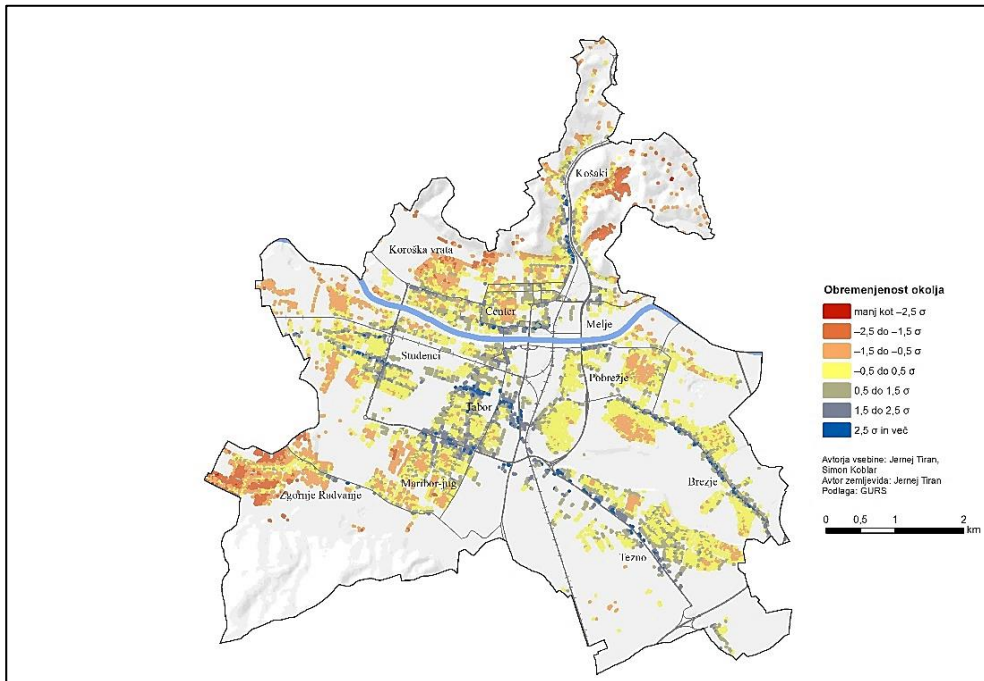 Košaki
Koroška vrata
Center
Melje
Studenci
Pobrežje
Tabor
Brezje
Maribor-jug
Zgornje Radvanje
Tezno
Obremenjenost okolja
manj kot –2,5 σ
–2,5 do –1,5 σ
–1,5 do –0,5 σ
–0,5 do 0,5 σ
0,5 do 1,5 σ
1,5 do 2,5 σ
2,5 σ in več
Avtorja vsebine: Jernej Tiran,
Simon Koblar
Avtor zemljevida: Jernej Tiran
Podlaga: GURS
0 0,5 1 2
km